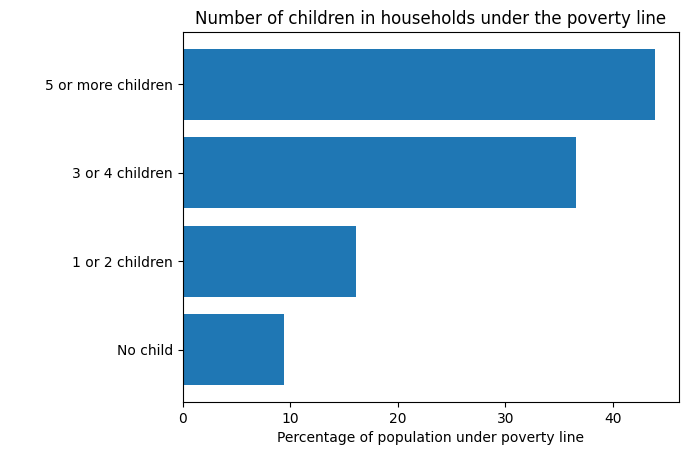 Number of children in households under the poverty line
5 or more children
3 or 4 children
1 or 2 children
No child
0 10 20 30 40
Percentage of population under poverty line